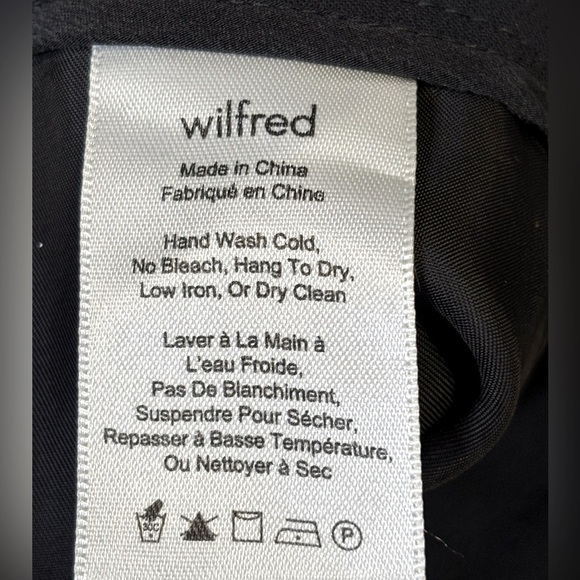 wilfred
Made in China
Fabriqué en Chine
Hand Wash Cold,
No Bleach, Hang To Dry,
Low Iron, Or Dry Clean
Laver à La Main à
L'eau Froide,
Pas De Blanchiment,
Suspendre Pour Sécher,
Repasser à Basse Température,
Ou Nettoyer à Sec
30C P